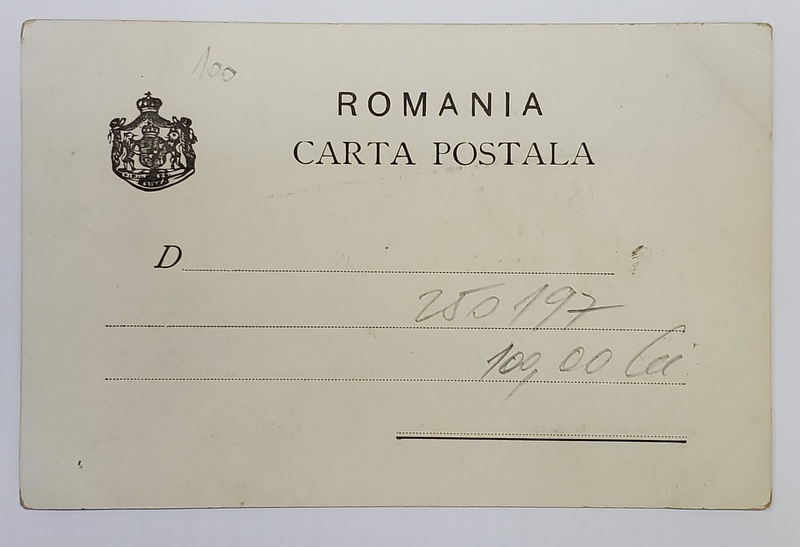 100
ROMANIA
CARTA POSTALA
D
250197
100,00 lei